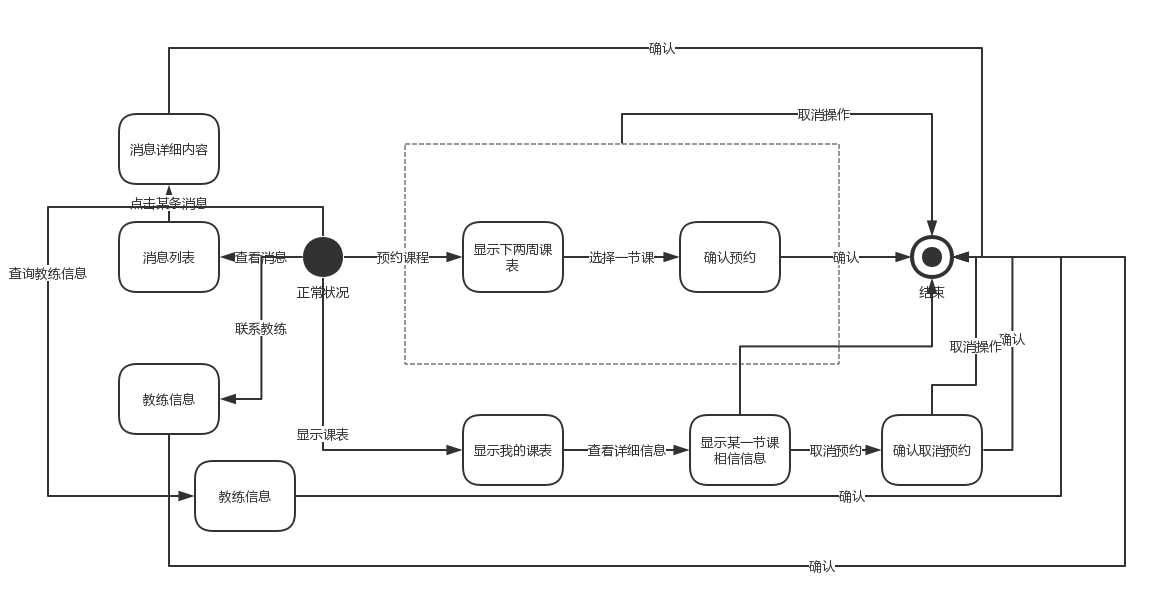 确认
取消操作
消息详细内容
点击某条消息
消息列表
查看消息
预约课程
显示下两周课
表
选择一节课
确认预约
确认
查询教练信息
正常状况
结束
联系教练
取消操作
确认
教练信息
显示课表
显示我的课表
查看详细信息
显示某一节课
相信信息
取消预约
确认取消预约
教练信息
确认
确认